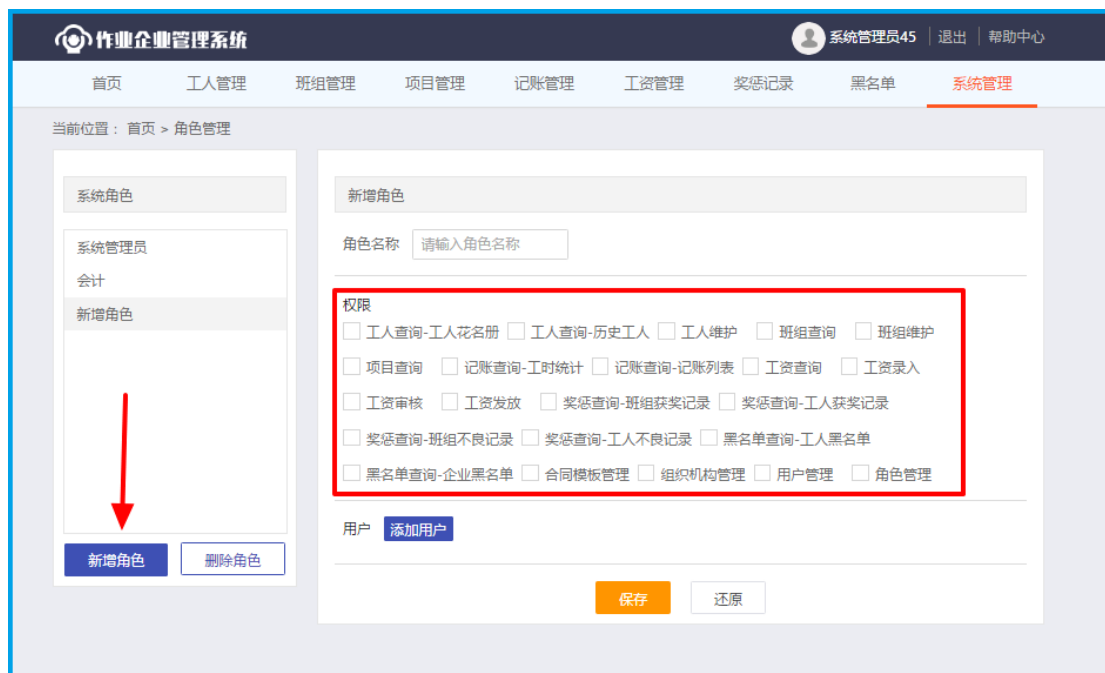 作业企业管理系统
系统管理员45 退出 帮助中心
首页 工人管理 班组管理 项目管理 记账管理 工资管理 奖惩记录 黑名单 系统管理
当前位置： 首页 > 角色管理
系统角色
系统管理员
会计
新增角色
新增角色 删除角色
新增角色
角色名称 请输入角色名称
权限
工人查询-工人花名册 工人查询-历史工人 工人维护 班组查询 班组维护
项目查询 记账查询-工时统计 记账查询-记账列表 工资查询 工资录入
工资审核 工资发放 奖惩查询-班组获奖记录 奖惩查询-工人获奖记录
奖惩查询-班组不良记录 奖惩查询-工人不良记录 黑名单查询-工人黑名单
黑名单查询-企业黑名单 合同模板管理 组织机构管理 用户管理 角色管理
用户 添加用户
保存 还原